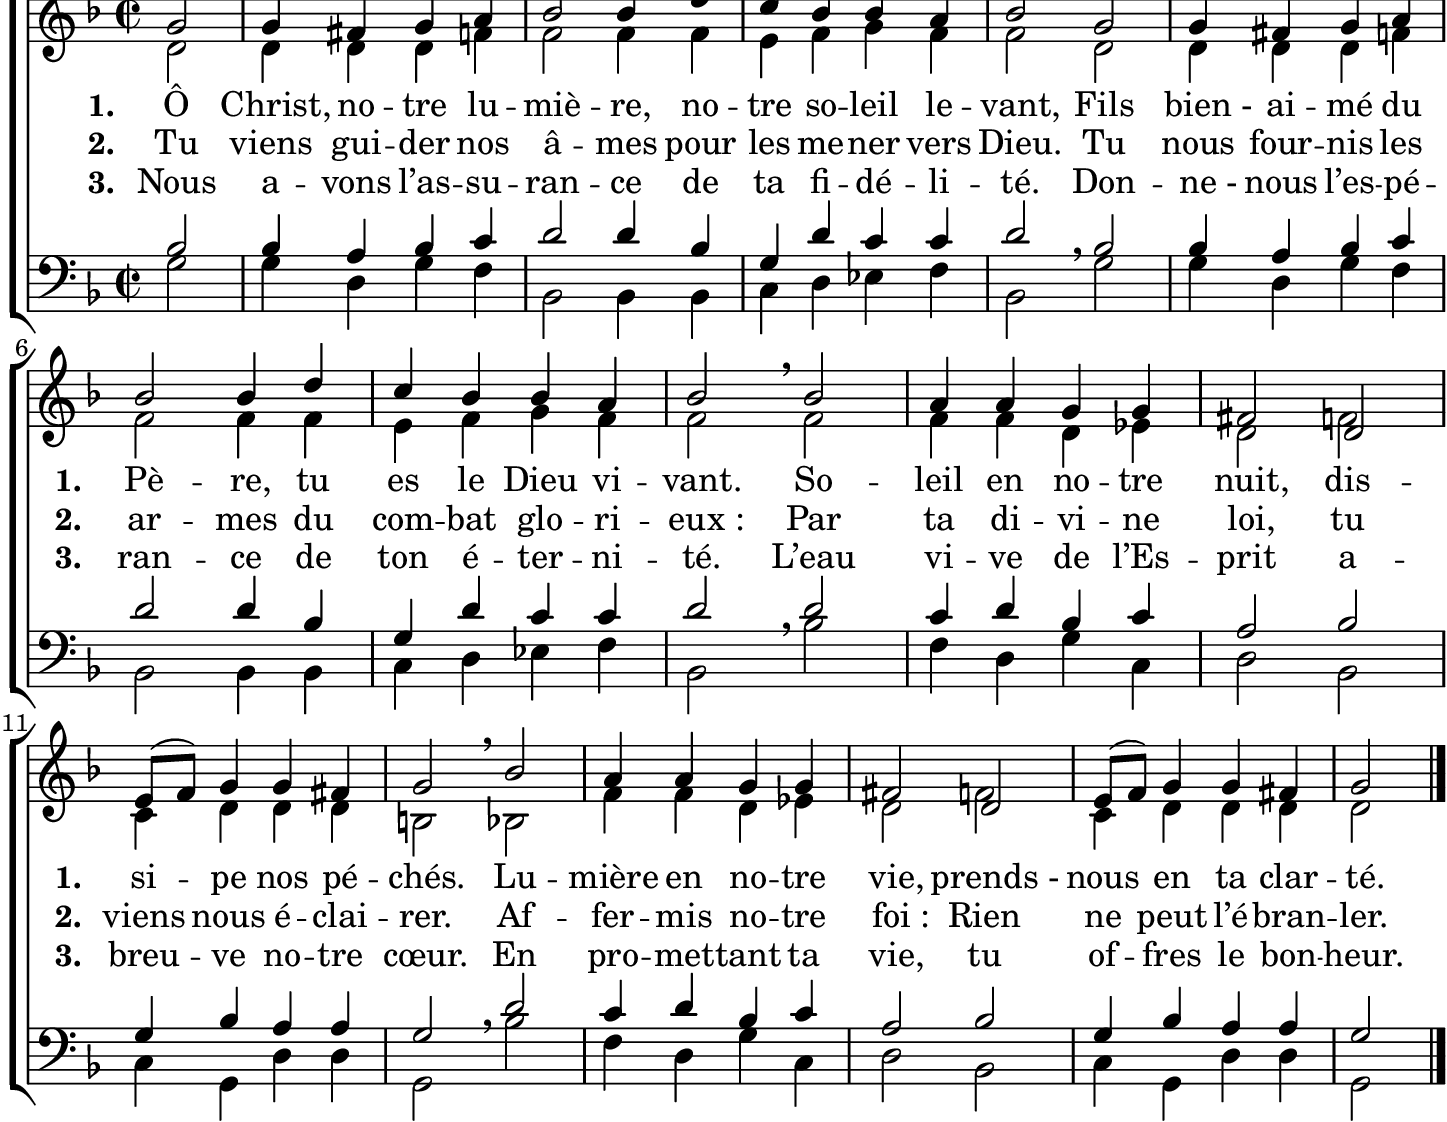 1. Ô Christ, no -- tre lu -- miè -- re, no -- tre so -- leil le -- vant, Fils bien - ai -- mé du
2. Tu viens gui -- der nos â -- mes pour les me -- ner vers Dieu. Tu nous four -- nis les
3. Nous a -- vons l’as -- su -- ran -- ce de ta fi -- dé -- li -- té. Don -- ne - nous l’es -- pé --
6
1. Pè -- re, tu es le Dieu vi -- vant. So -- leil en no -- tre nuit, dis --
2. ar -- mes du com -- bat glo -- ri -- eux : Par ta di -- vi -- ne loi, tu
3. ran -- ce de ton é -- ter -- ni -- té. L’eau vi -- ve de l’Es -- prit a --
11
1. si -- pe nos pé -- chés. Lu -- mière en no -- tre vie, prends - nous en ta clar -- té.
2. viens nous é -- clai -- rer. Af -- fer -- mis no -- tre foi : Rien ne peut l’é -- bran -- ler.
3. breu -- ve no -- tre cœur. En pro -- met -- tant ta vie, tu of -- fres le bon -- heur.